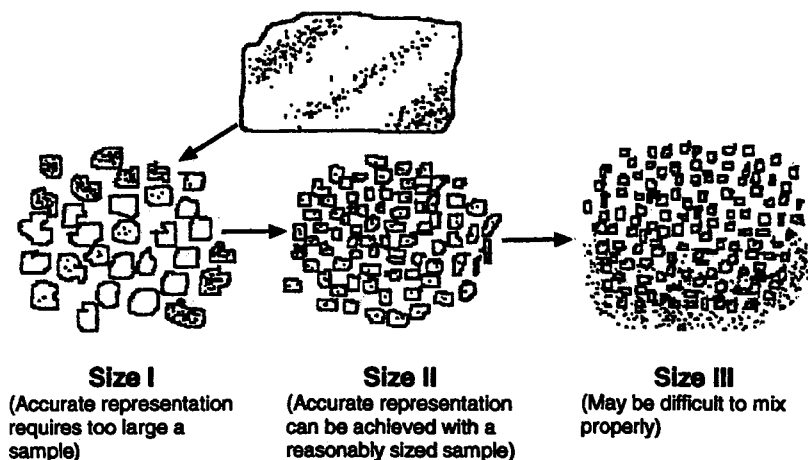 Size I
(Accurate representation
requires too large a
sample)
Size II
(Accurate representation
can be achieved with a
reasonably sized sample)
Size III
(May be difficult to mix
properly)